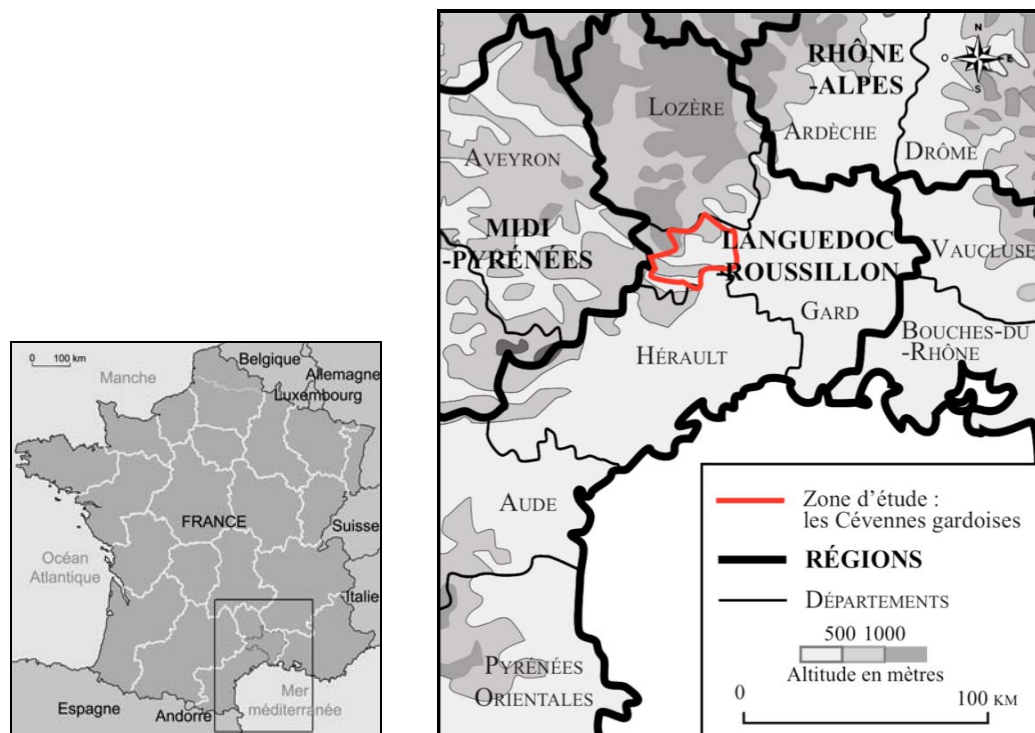 0 100 km
Manche
Belgique
Allemagne
Luxembourg
FRANCE
Suisse
Océan
Atlantique
Italie
Mer
méditerranée
Espagne
Andorre
RHÔNE
-ALPES
N
O E
S
LOZÈRE
ARDÈCHE
DRÔME
AVEYRON
MIDI
-PYRÉNÉES
LANGUEDOC
-ROUSSILLON
VAUCLUSE
GARD
BOUCHES-DU
-RHÔNE
HÉRAULT
AUDE
PYRÉNÉES
ORIENTALES
Zone d'étude :
les Cévennes gardoises
RÉGIONS
DÉPARTEMENTS
500 1000
Altitude en mètres
0 100 KM